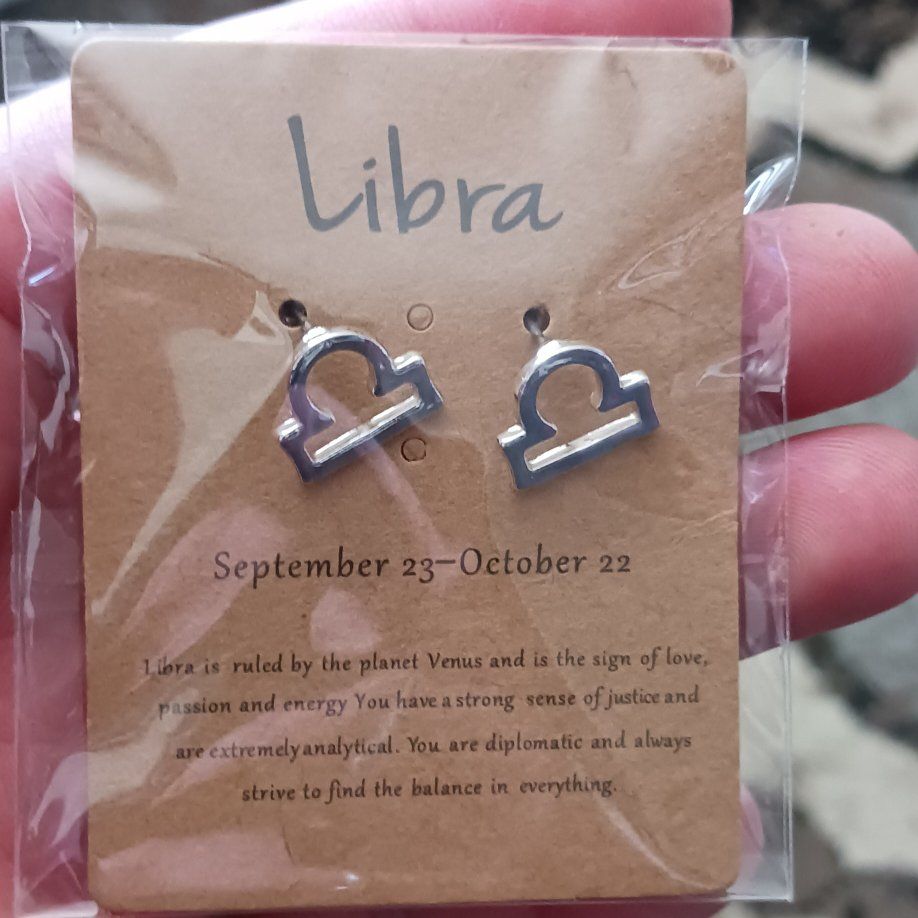 Libra
September 23–October 22
Libra is ruled by the planet Venus and is the sign of love,
passion and energy You have a strong sense of justice and
are extremely analytical. You are diplomatic and always
strive to find the balance in everything.